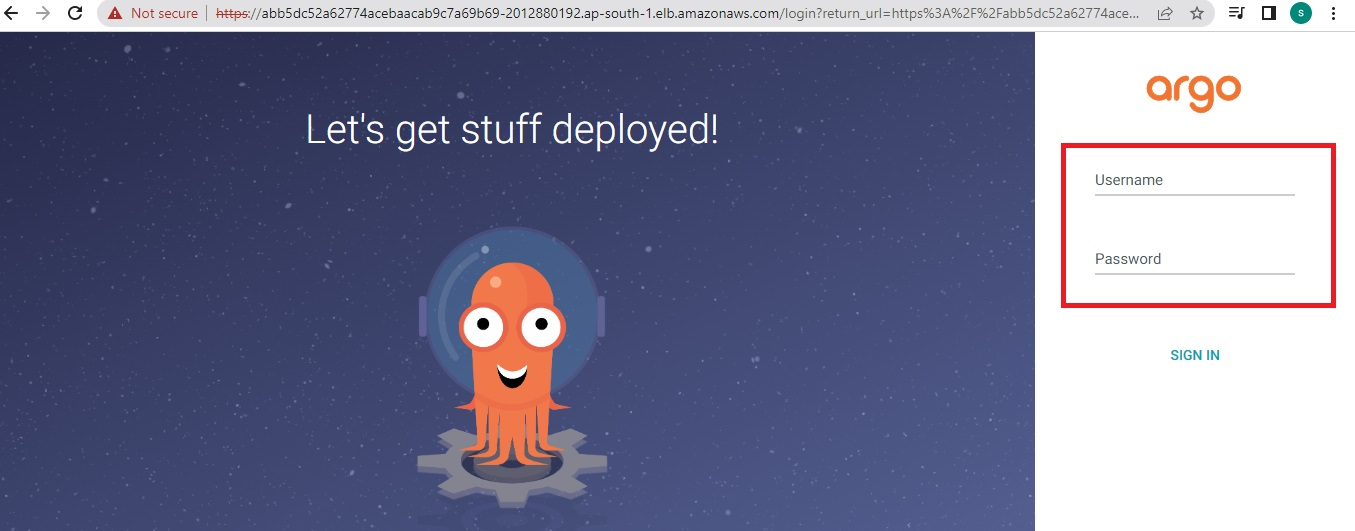 Not secure https://abb5dc52a62774acebaacab9c7a69b69-2012880192.ap-south-1.elb.amazonaws.com/login?return_url=https%3A%2F%2Fabb5dc52a62774ace... S
argo
Let's get stuff deployed!
Username
Password
SIGN IN